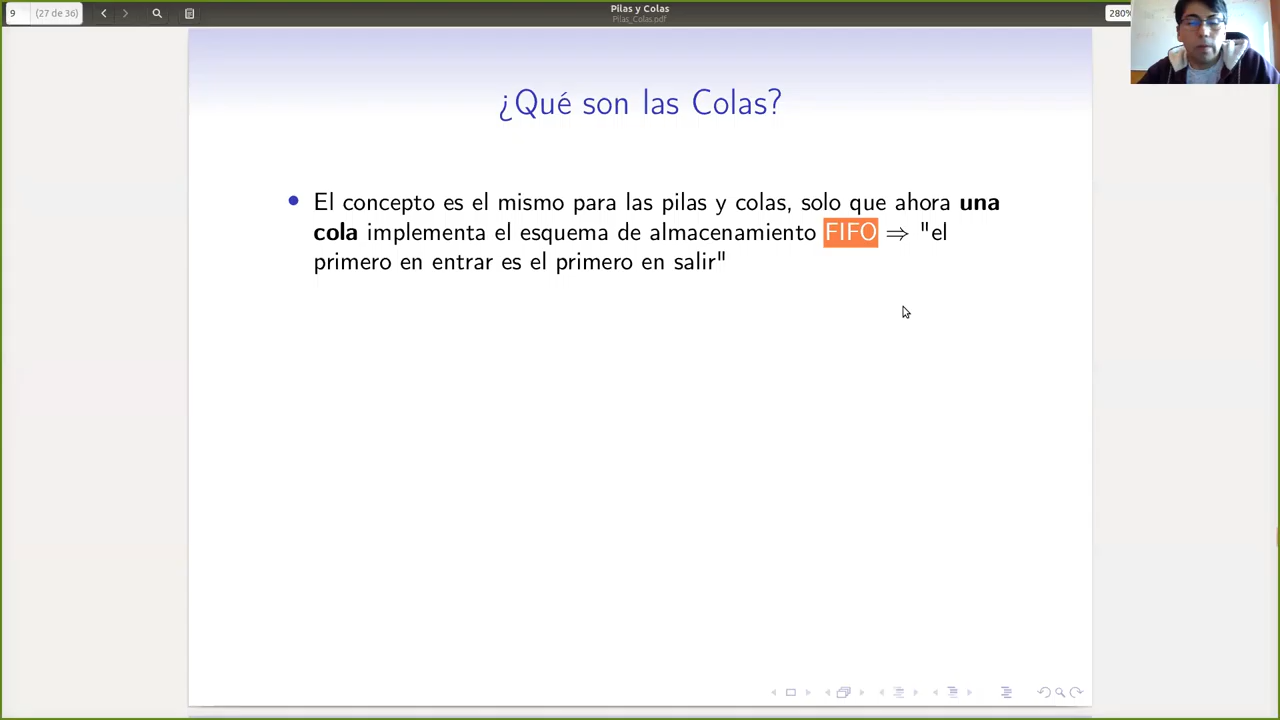 9 (27 de 36)
Pilas y Colas
Pilas_Colas.pdf
280%
¿Qué son las Colas?
El concepto es el mismo para las pilas y colas, solo que ahora una
cola implementa el esquema de almacenamiento FIFO ⇒ "el
primero en entrar es el primero en salir"